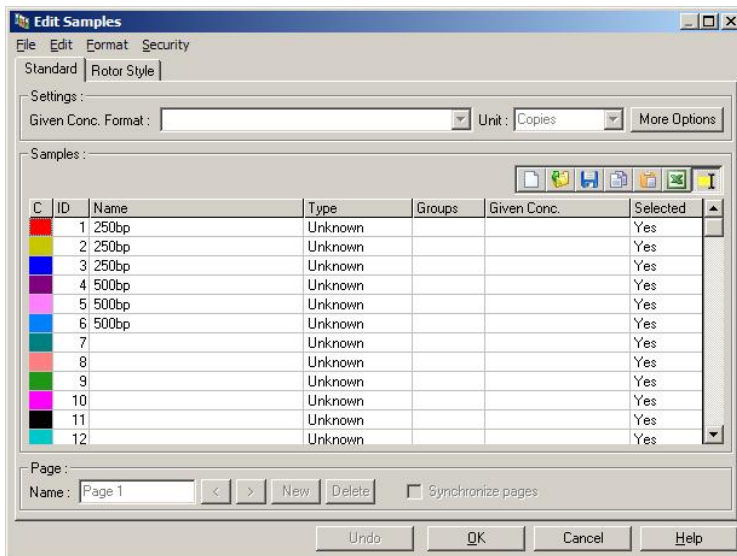 Edit Samples
File Edit Format Security
Standard Rotor Style
Settings :
Given Conc. Format : Unit : Copies More Options
Samples :
C ID Name Type Groups Given Conc. Selected
1 250bp Unknown Yes
2 250bp Unknown Yes
3 250bp Unknown Yes
4 500bp Unknown Yes
5 500bp Unknown Yes
6 500bp Unknown Yes
7 Unknown Yes
8 Unknown Yes
9 Unknown Yes
10 Unknown Yes
11 Unknown Yes
12 Unknown Yes
Page :
Name : Page 1 < > New Delete Synchronize pages
Undo OK Cancel Help